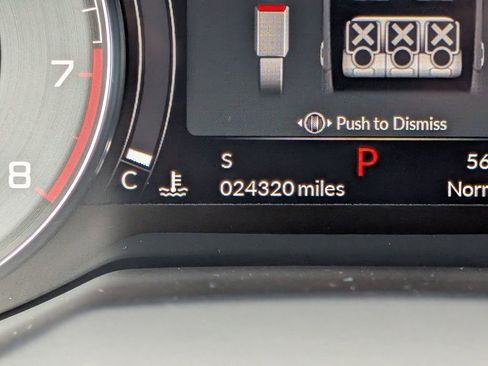 7
8
C
Push to Dismiss
S P 56
024320 miles Norm